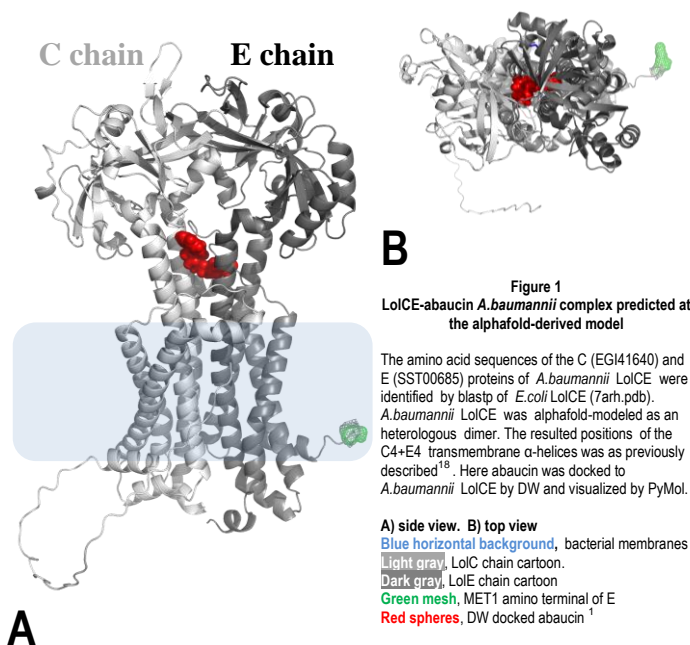 C chain E chain
B
Figure 1
LolCE-abaucin A.baumannii complex predicted at
the alphafold-derived model
The amino acid sequences of the C (EGI41640) and
E (SST00685) proteins of A.baumannii LolCE were
identified by blastp of E.coli LolCE (7arh.pdb).
A.baumannii LolCE was alphafold-modeled as an
heterologous dimer. The resulted positions of the
C4+E4 transmembrane α-helices was as previously
described18 . Here abaucin was docked to
A.baumannii LolCE by DW and visualized by PyMol.
A) side view. B) top view
Blue horizontal background, bacterial membranes
Light gray, LolC chain cartoon.
Dark gray, LolE chain cartoon
Green mesh, MET1 amino terminal of E
Red spheres, DW docked abaucin 1
A